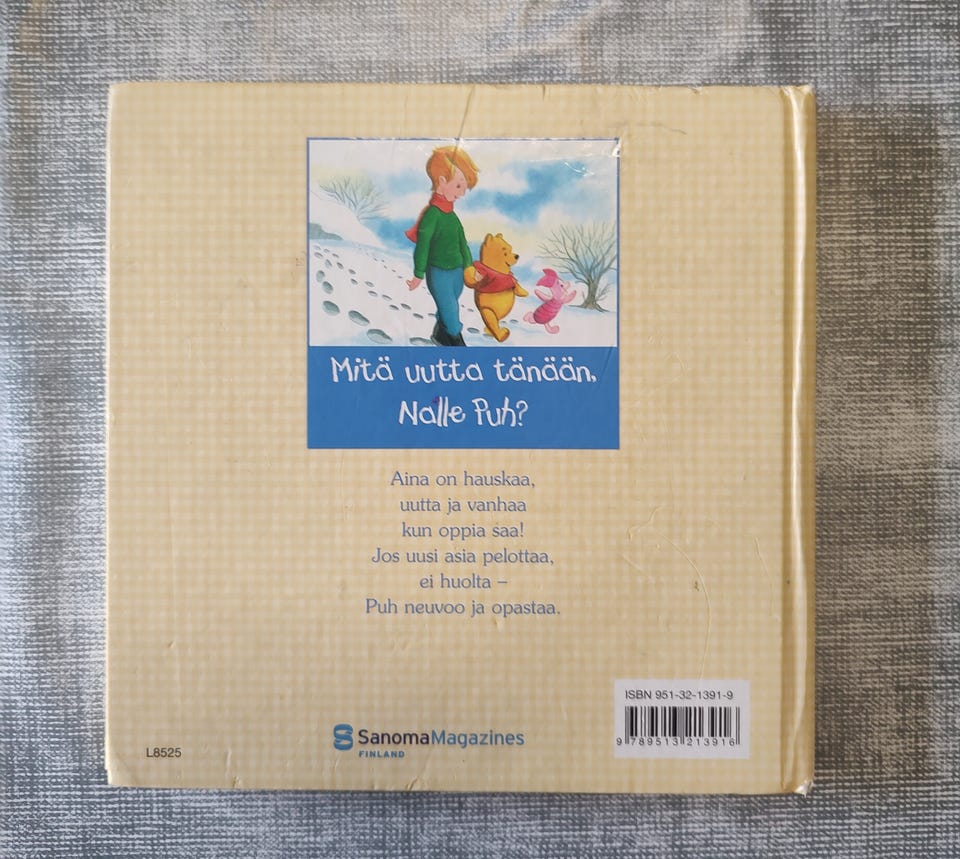 Mitä uutta tänään,
Nalle Puh?
Aina on hauskaa,
uutta ja vanhaa
kun oppia saa!
Jos uusi asia pelottaa,
ei huolta –
Puh neuvoo ja opastaa.
ISBN 951-32-1391-9
9 789513 213916
SanomaMagazines
FINLAND
L8525